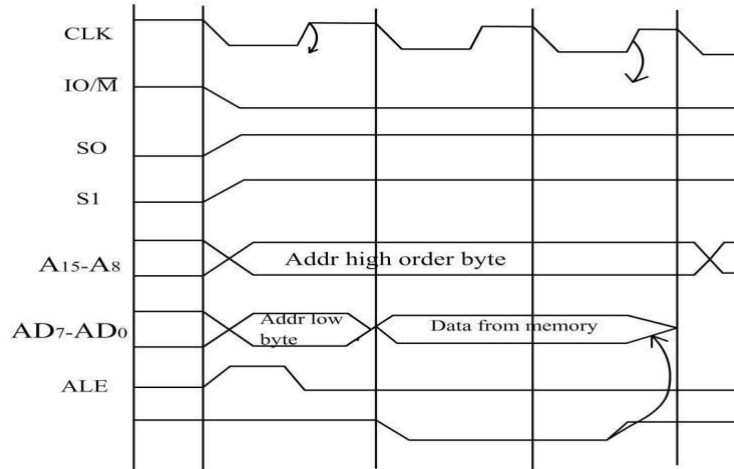 CLK
IO/M̅
SO
S1
A15-A8
Addr high order byte
AD7-AD0
Addr low
byte
Data from memory
ALE